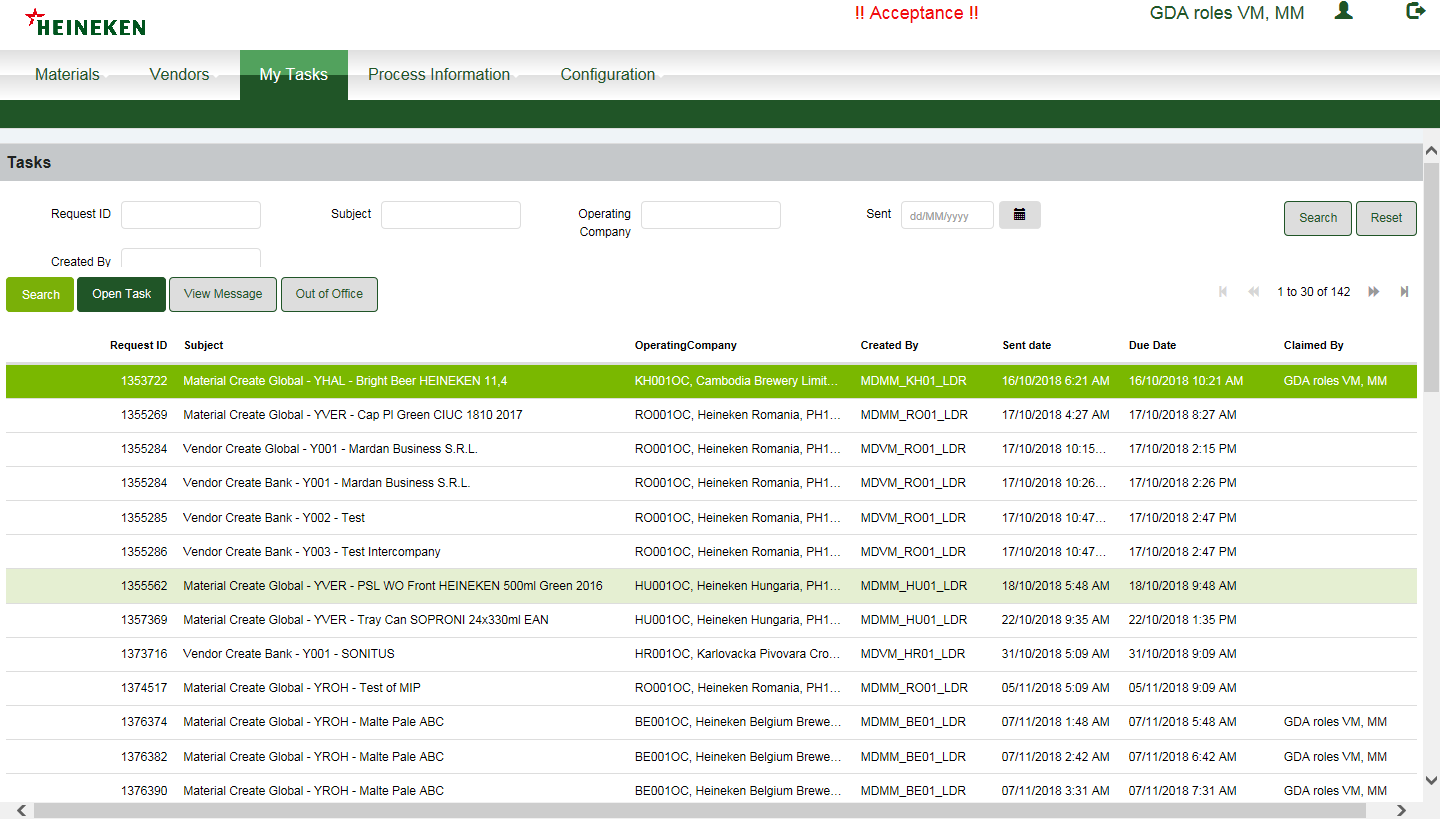 HEINEKEN
!! Acceptance !!
GDA roles VM, MM
Materials Vendors My Tasks Process Information Configuration
Tasks
Request ID Subject Operating Company Sent dd/MM/yyyy Search Reset
Created By
Search Open Task View Message Out of Office 1 to 30 of 142
Request ID Subject OperatingCompany Created By Sent date Due Date Claimed By
1353722 Material Create Global - YHAL - Bright Beer HEINEKEN 11,4 KH001OC, Cambodia Brewery Limit... MDMM_KH01_LDR 16/10/2018 6:21 AM 16/10/2018 10:21 AM GDA roles VM, MM
1355269 Material Create Global - YVER - Cap Pl Green CIUC 1810 2017 RO001OC, Heineken Romania, PH1... MDMM_RO01_LDR 17/10/2018 4:27 AM 17/10/2018 8:27 AM
1355284 Vendor Create Global - Y001 - Mardan Business S.R.L. RO001OC, Heineken Romania, PH1... MDVM_RO01_LDR 17/10/2018 10:15... 17/10/2018 2:15 PM
1355284 Vendor Create Bank - Y001 - Mardan Business S.R.L. RO001OC, Heineken Romania, PH1... MDVM_RO01_LDR 17/10/2018 10:26... 17/10/2018 2:26 PM
1355285 Vendor Create Bank - Y002 - Test RO001OC, Heineken Romania, PH1... MDVM_RO01_LDR 17/10/2018 10:47... 17/10/2018 2:47 PM
1355286 Vendor Create Bank - Y003 - Test Intercompany RO001OC, Heineken Romania, PH1... MDVM_RO01_LDR 17/10/2018 10:47... 17/10/2018 2:47 PM
1355562 Material Create Global - YVER - PSL WO Front HEINEKEN 500ml Green 2016 HU001OC, Heineken Hungaria, PH1... MDMM_HU01_LDR 18/10/2018 5:48 AM 18/10/2018 9:48 AM
1357369 Material Create Global - YVER - Tray Can SOPRONI 24x330ml EAN HU001OC, Heineken Hungaria, PH1... MDMM_HU01_LDR 22/10/2018 9:35 AM 22/10/2018 1:35 PM
1373716 Vendor Create Bank - Y001 - SONITUS HR001OC, Karlovacka Pivovara Cro... MDVM_HR01_LDR 31/10/2018 5:09 AM 31/10/2018 9:09 AM
1374517 Material Create Global - YROH - Test of MIP RO001OC, Heineken Romania, PH1... MDMM_RO01_LDR 05/11/2018 5:09 AM 05/11/2018 9:09 AM
1376374 Material Create Global - YROH - Malte Pale ABC BE001OC, Heineken Belgium Brewe... MDMM_BE01_LDR 07/11/2018 1:48 AM 07/11/2018 5:48 AM GDA roles VM, MM
1376382 Material Create Global - YROH - Malte Pale ABC BE001OC, Heineken Belgium Brewe... MDMM_BE01_LDR 07/11/2018 2:42 AM 07/11/2018 6:42 AM GDA roles VM, MM
1376390 Material Create Global - YROH - Malte Pale ABC BE001OC, Heineken Belgium Brewe... MDMM_BE01_LDR 07/11/2018 3:31 AM 07/11/2018 7:31 AM GDA roles VM, MM